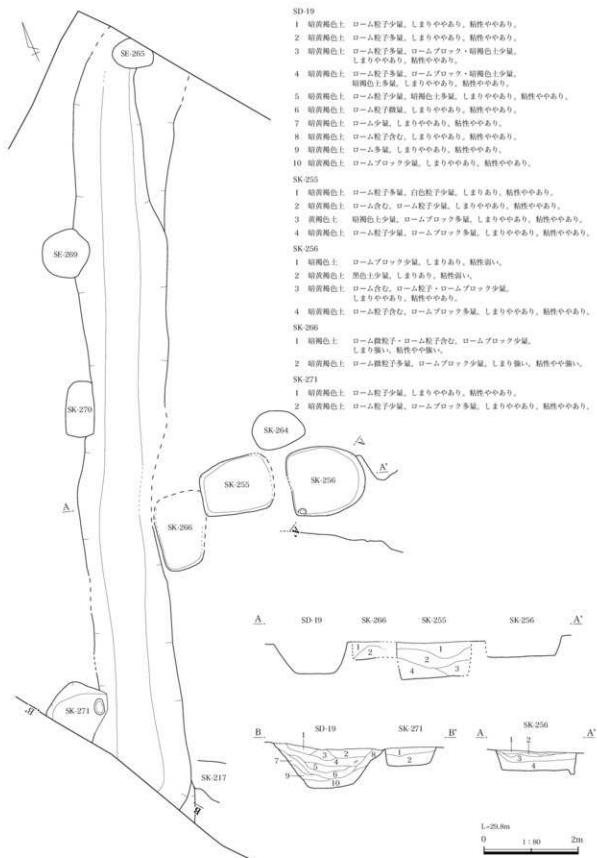 SD-19
1 暗黄褐色土 ローム粒子少量。しまりややあり。粘性ややあり。
2 暗黄褐色土 ローム粒子多量。しまりややあり。粘性ややあり。
3 暗黄褐色土 ローム粒子多量、ロームブロック・暗褐色土少量。
しまりややあり。粘性ややあり。
4 暗黄褐色土 ローム粒子多量、ロームブロック・暗褐色土少量。
暗褐色土多量。しまりややあり。粘性ややあり。
5 暗黄褐色土 ローム粒子少量、暗褐色土多量。しまりややあり。粘性ややあり。
6 暗黄褐色土 ローム粒子微量。しまりややあり。粘性ややあり。
7 暗黄褐色土 ローム少量。しまりややあり。粘性ややあり。
8 暗黄褐色土 ローム粒子含む。しまりややあり。粘性ややあり。
9 暗黄褐色土 ローム多量。しまりややあり。粘性ややあり。
10 暗黄褐色土 ロームブロック少量。しまりややあり。粘性ややあり。
SK-255
1 暗黄褐色土 ローム粒子多量、白色粒子少量。しまりあり。粘性ややあり。
2 暗黄褐色土 ローム含む、ローム粒子少量。しまりややあり。粘性ややあり。
3 黄褐色土 暗褐色土少量、ロームブロック多量。しまりややあり。粘性ややあり。
4 暗黄褐色土 ローム粒子少量、ロームブロック多量。しまりややあり。粘性ややあり。
SK-256
1 暗褐色土 ロームブロック少量。しまりあり。粘性弱い。
2 暗黄褐色土 黒色土少量。しまりあり。粘性弱い。
3 暗黄褐色土 ローム含む、ローム粒子・ロームブロック少量。
しまりややあり。粘性ややあり。
4 暗黄褐色土 ローム粒子含む、ロームブロック多量。しまりややあり。粘性ややあり。
SK-266
1 暗褐色土 ローム微粒子・ローム粒子含む、ロームブロック少量。
しまり強い。粘性やや強い。
2 暗黄褐色土 ローム微粒子多量、ロームブロック少量。しまり強い。粘性やや強い。
SK-271
1 暗黄褐色土 ローム粒子少量。しまりややあり。粘性ややあり。
2 暗黄褐色土 ローム粒子少量、ロームブロック多量。しまりややあり。粘性ややあり。
SE-265
SE-269
SK-270
SK-264
SK-255
SK-256
SK-266
A
A'
SK-271
SK-217
B
B'
A SD-19 SK-266 SK-255 SK-256 A'
1 2 1 2 3 4
B SD-19 SK-271 B'
1 2 3 4 5 6 7 8 9 10 1 2
A SK-256 A'
1 2 3 4
L=29.8m
0 1:80 2m